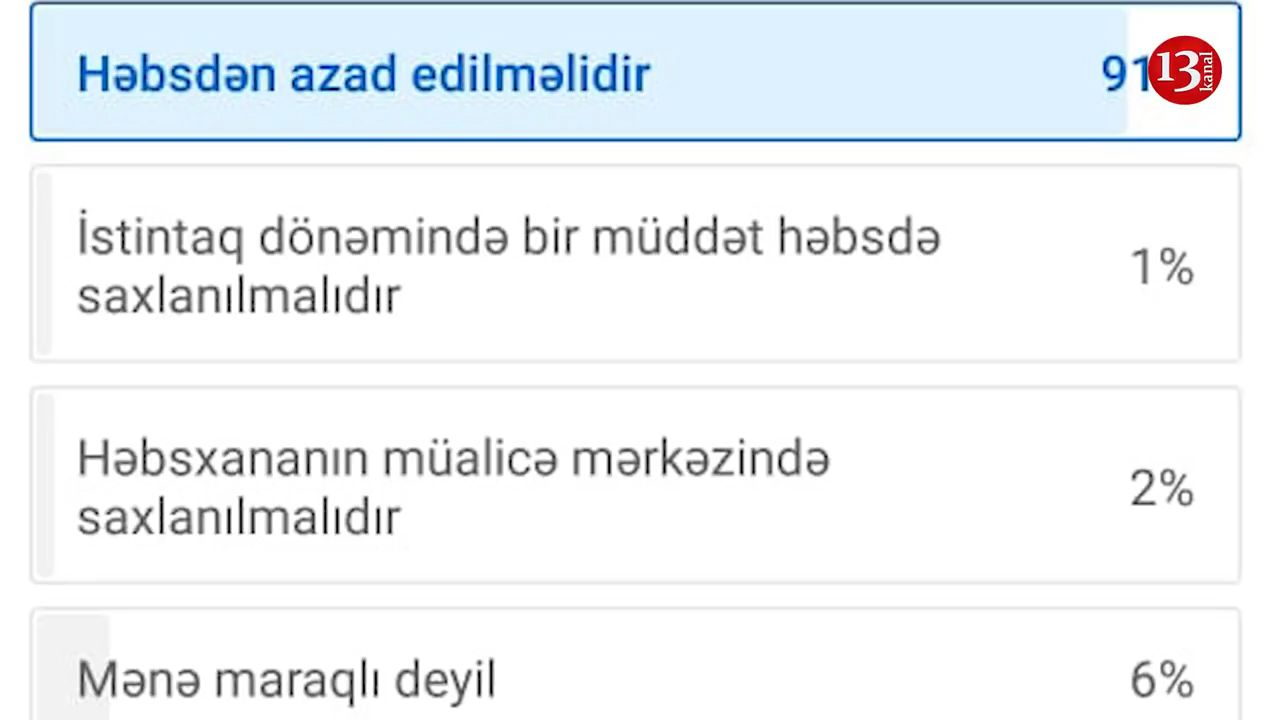 Həbsdən azad edilməlidir
91
13 kanal
İstintaq dönəmində bir müddət həbsdə
saxlanılmalıdır
1%
Həbsxananın müalicə mərkəzində
saxlanılmalıdır
2%
Mənə maraqlı deyil
6%